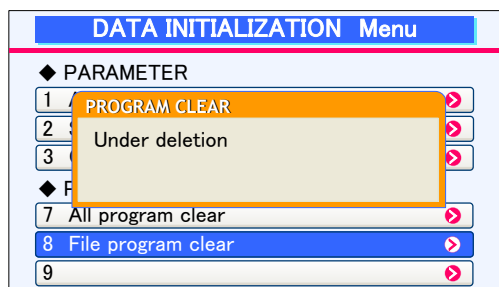 DATA INITIALIZATION Menu
◆ PARAMETER
1
PROGRAM CLEAR
2
Under deletion
3
◆
7 All program clear
8 File program clear
9